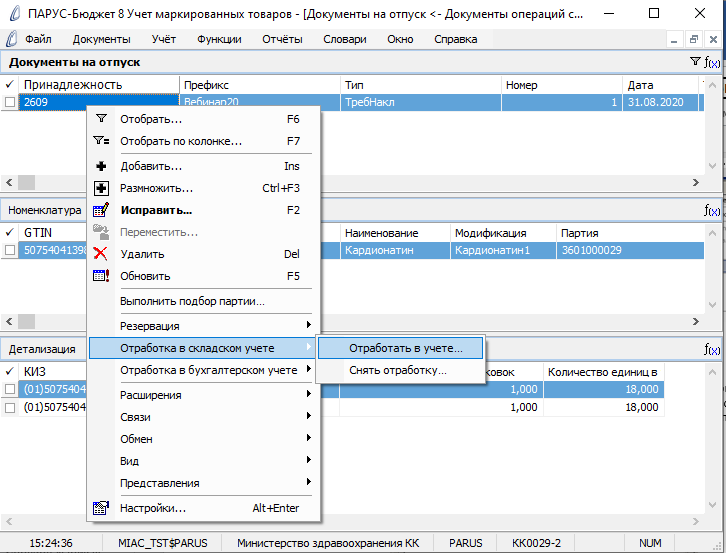 ПАРУС-Бюджет 8 Учет маркированных товаров - [Документы на отпуск <- Документы операций с...
Файл Документы Учёт Функции Отчёты Словари Окно Справка
Документы на отпуск
Принадлежность Префикс Тип Номер Дата
2609 Вебинар20 ТребНакл 1 31.08.2020
Отобрать... F6
Отобрать по колонке... F7
Добавить... Ins
Размножить... Ctrl+F3
Исправить... F2
Переместить...
Удалить Del
Обновить F5
Выполнить подбор партии...
Резервация
Отработка в складском учете
Отработка в бухгалтерском учете
Расширения
Связи
Обмен
Вид
Представления
Настройки... Alt+Enter
Отработать в учете...
Снять отработку...
Номенклатура
GTIN Наименование Модификация Партия
5075404139 Кардионатин Кардионатин1 3601000029
Детализация
КИЗ ковок Количество единиц в
(01)5075404 1,000 18,000
(01)5075404 1,000 18,000
15:24:36 MIAC_TST$PARUS Министерство здравоохранения КК PARUS КК0029-2 NUM